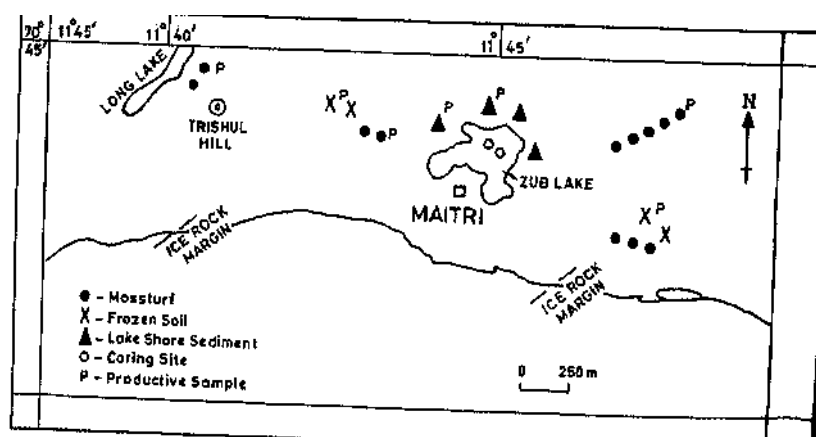 70° 11°45' 11° 40' 11° 45'
45'
LONG LAKE
P
TRISHUL
HILL
P
P
P
P
P
N
ZUB LAKE
MAITRI
P
ICE ROCK
MARGIN
ICE ROCK
MARGIN
- Mossturf
X - Frozen Soil
- Lake Shore Sediment
- Coring Site
P - Productive Sample
0 250 m